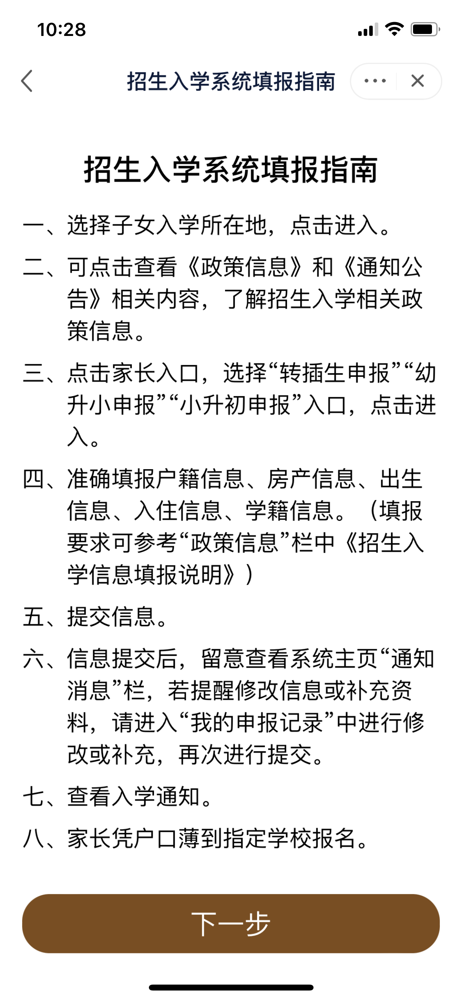 10:28
招生入学系统填报指南
招生入学系统填报指南
一、选择子女入学所在地，点击进入。
二、可点击查看《政策信息》和《通知公
告》相关内容，了解招生入学相关政
策信息。
三、点击家长入口，选择“转插生申报”“幼
升小申报”“小升初申报”入口，点击进
入。
四、准确填报户籍信息、房产信息、出生
信息、入住信息、学籍信息。（填报
要求可参考“政策信息”栏中《招生入
学信息填报说明》）
五、提交信息。
六、信息提交后，留意查看系统主页“通知
消息”栏，若提醒修改信息或补充资
料，请进入“我的申报记录”中进行修
改或补充，再次进行提交。
七、查看入学通知。
八、家长凭户口薄到指定学校报名。
下一步